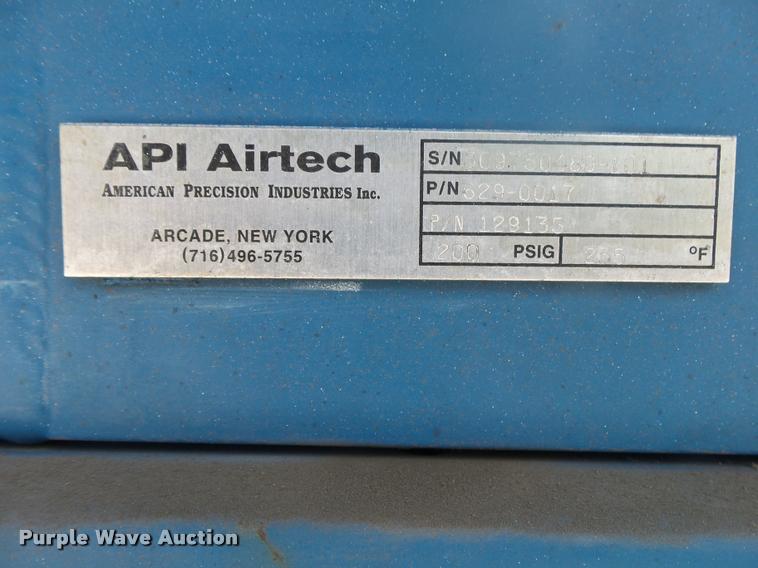 API Airtech
AMERICAN PRECISION INDUSTRIES Inc.
ARCADE, NEW YORK
(716)496-5755
S/N
P/N 629-0017
P/N 129135
200 PSIG °F
Purple Wave Auction